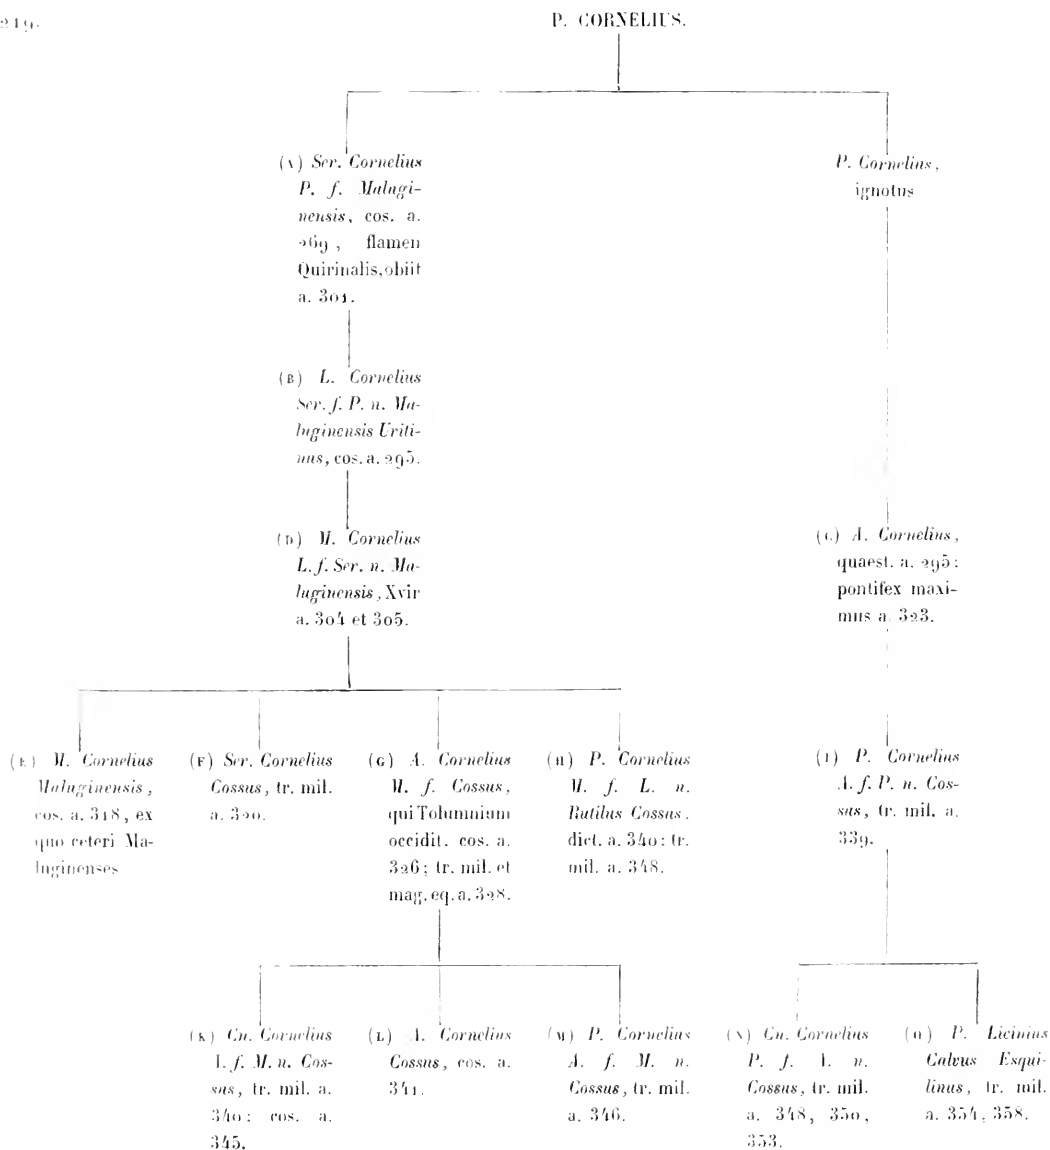 249.
P. CORNELIUS.
(A) Ser. Cornelius
P. f. Malugi-
nensis, cos. a.
269, flamen
Quirinalis, obiit
a. 301.
P. Cornelius,
ignotus
(B) L. Cornelius
Ser. f. P. n. Ma-
luginensis Uriti-
nus, cos. a. 295.
(D) M. Cornelius
L. f. Ser. n. Ma-
luginensis, Xvir
a. 304 et 305.
(C) A. Cornelius,
quaest. a. 295;
pontifex maxi-
mus a. 323.
(E) M. Cornelius
Maluginensis,
cos. a. 318, ex
quo ceteri Ma-
luginenses
(F) Ser. Cornelius
Cossus, tr. mil.
a. 320.
(G) A. Cornelius
M. f. Cossus,
qui Tolumnium
occidit. cos. a.
326; tr. mil. et
mag. eq. a. 328.
(H) P. Cornelius
M. f. L. n.
Rutilus Cossus.
dict. a. 340; tr.
mil. a. 348.
(I) P. Cornelius
A. f. P. n. Cos-
sus, tr. mil. a.
339.
(K) Cn. Cornelius
A. f. M. n. Cos-
sus, tr. mil. a.
340; cos. a.
345.
(L) A. Cornelius
Cossus, cos. a.
341.
(M) P. Cornelius
A. f. M. n.
Cossus, tr. mil.
a. 346.
(N) Cn. Cornelius
P. f. A. n.
Cossus, tr. mil.
a. 348, 350,
353.
(O) P. Licinius
Calvus Esqui-
linus, tr. mil.
a. 354, 358.